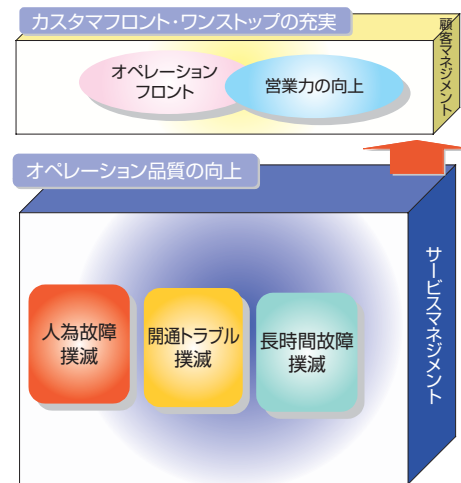 カスタマフロント・ワンストップの充実
顧客マネジメント
オペレーション
フロント
営業力の向上
オペレーション品質の向上
サービスマネジメント
人為故障
撲滅
開通トラブル
撲滅
長時間故障
撲滅